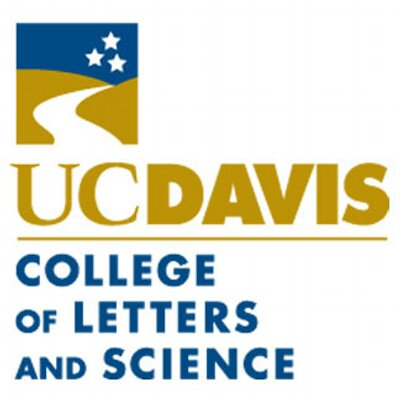 UCDAVIS
COLLEGE
OF LETTERS
AND SCIENCE